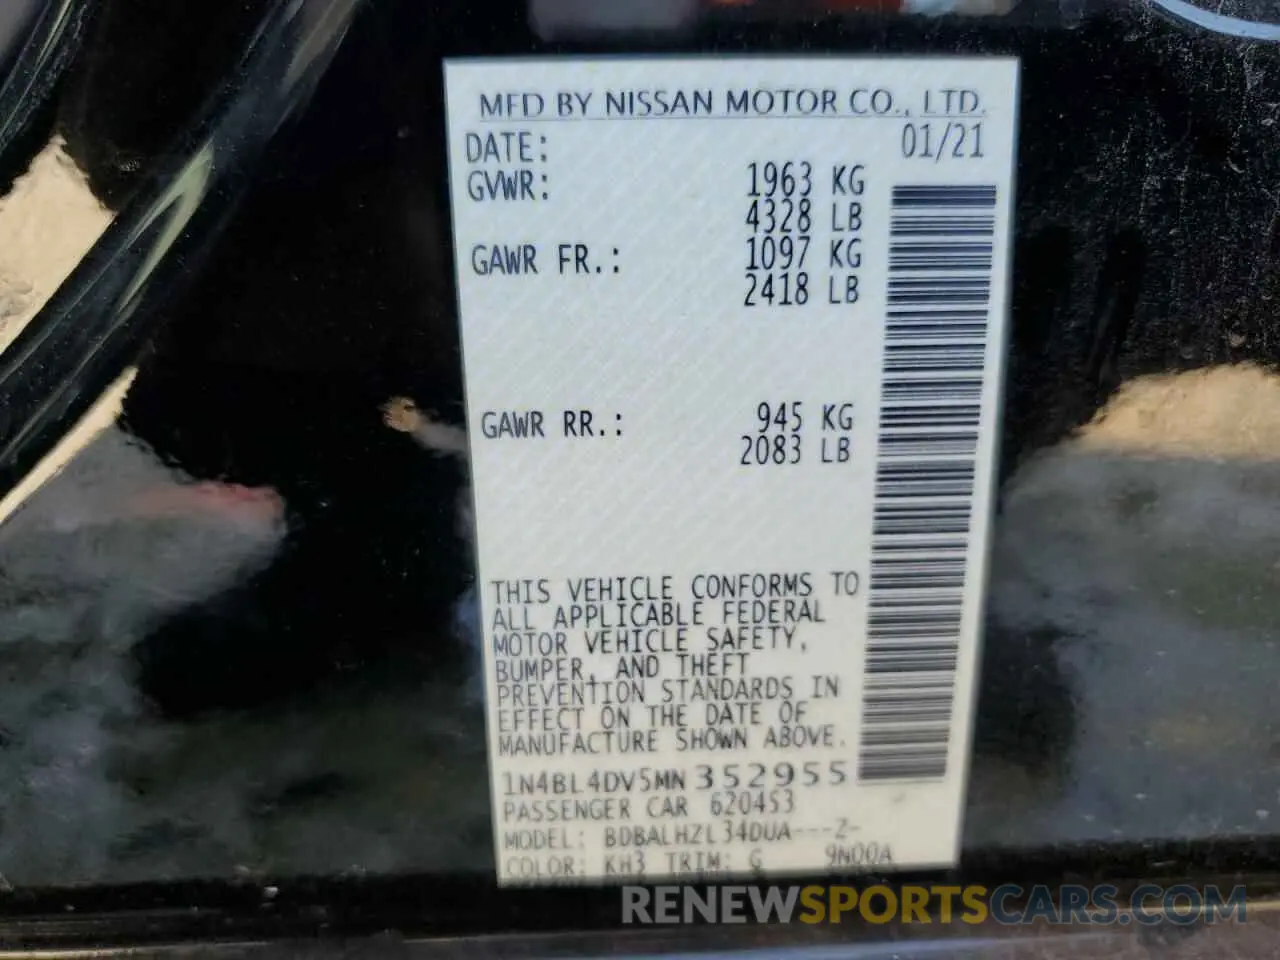 MFD BY NISSAN MOTOR CO., LTD.
DATE: 01/21
GVWR: 1963 KG
4328 LB
GAWR FR.: 1097 KG
2418 LB
GAWR RR.: 945 KG
2083 LB
THIS VEHICLE CONFORMS TO
ALL APPLICABLE FEDERAL
MOTOR VEHICLE SAFETY,
BUMPER, AND THEFT
PREVENTION STANDARDS IN
EFFECT ON THE DATE OF
MANUFACTURE SHOWN ABOVE.
1N4BL4DV5MN352955
PASSENGER CAR 620453
MODEL: BDBALHZL34DUA---Z-
COLOR: KH3 TRIM: G 9N00A
RENEWSPORTSCARS.COM